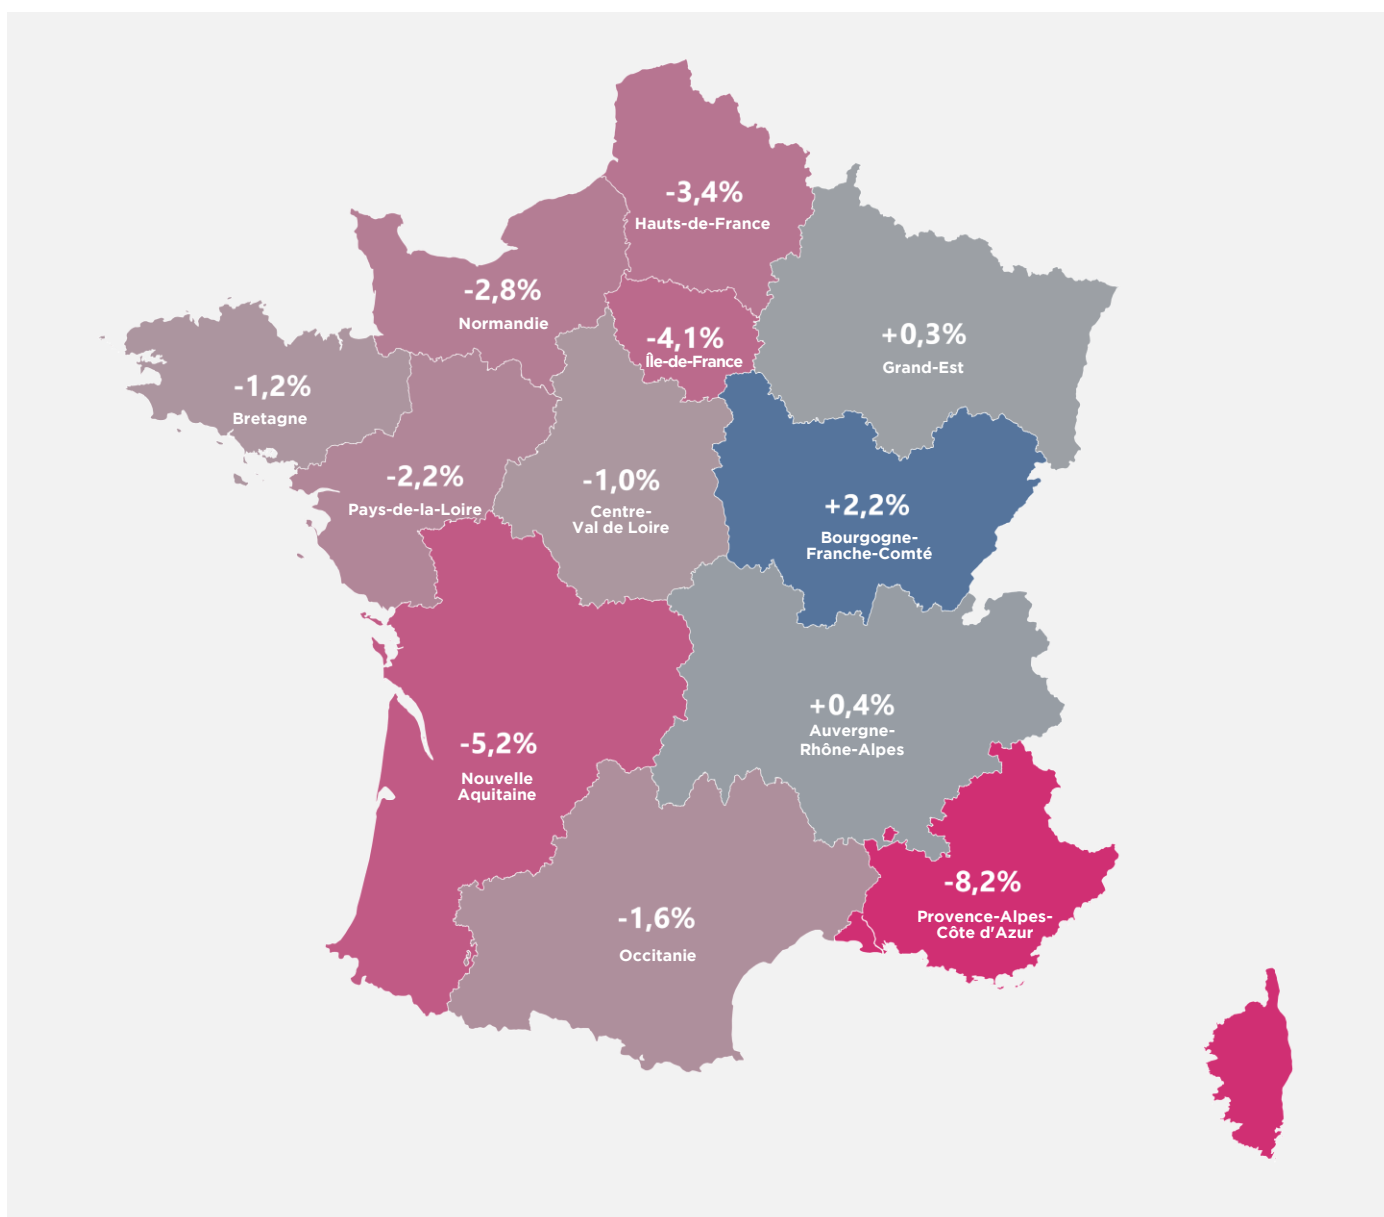 -3,4%
Hauts-de-France
-2,8%
Normandie
-4,1%
Île-de-France
+0,3%
Grand-Est
-1,2%
Bretagne
-2,2%
Pays-de-la-Loire
-1,0%
Centre-
Val de Loire
+2,2%
Bourgogne-
Franche-Comté
+0,4%
Auvergne-
Rhône-Alpes
-5,2%
Nouvelle
Aquitaine
-8,2%
Provence-Alpes-
Côte d'Azur
-1,6%
Occitanie